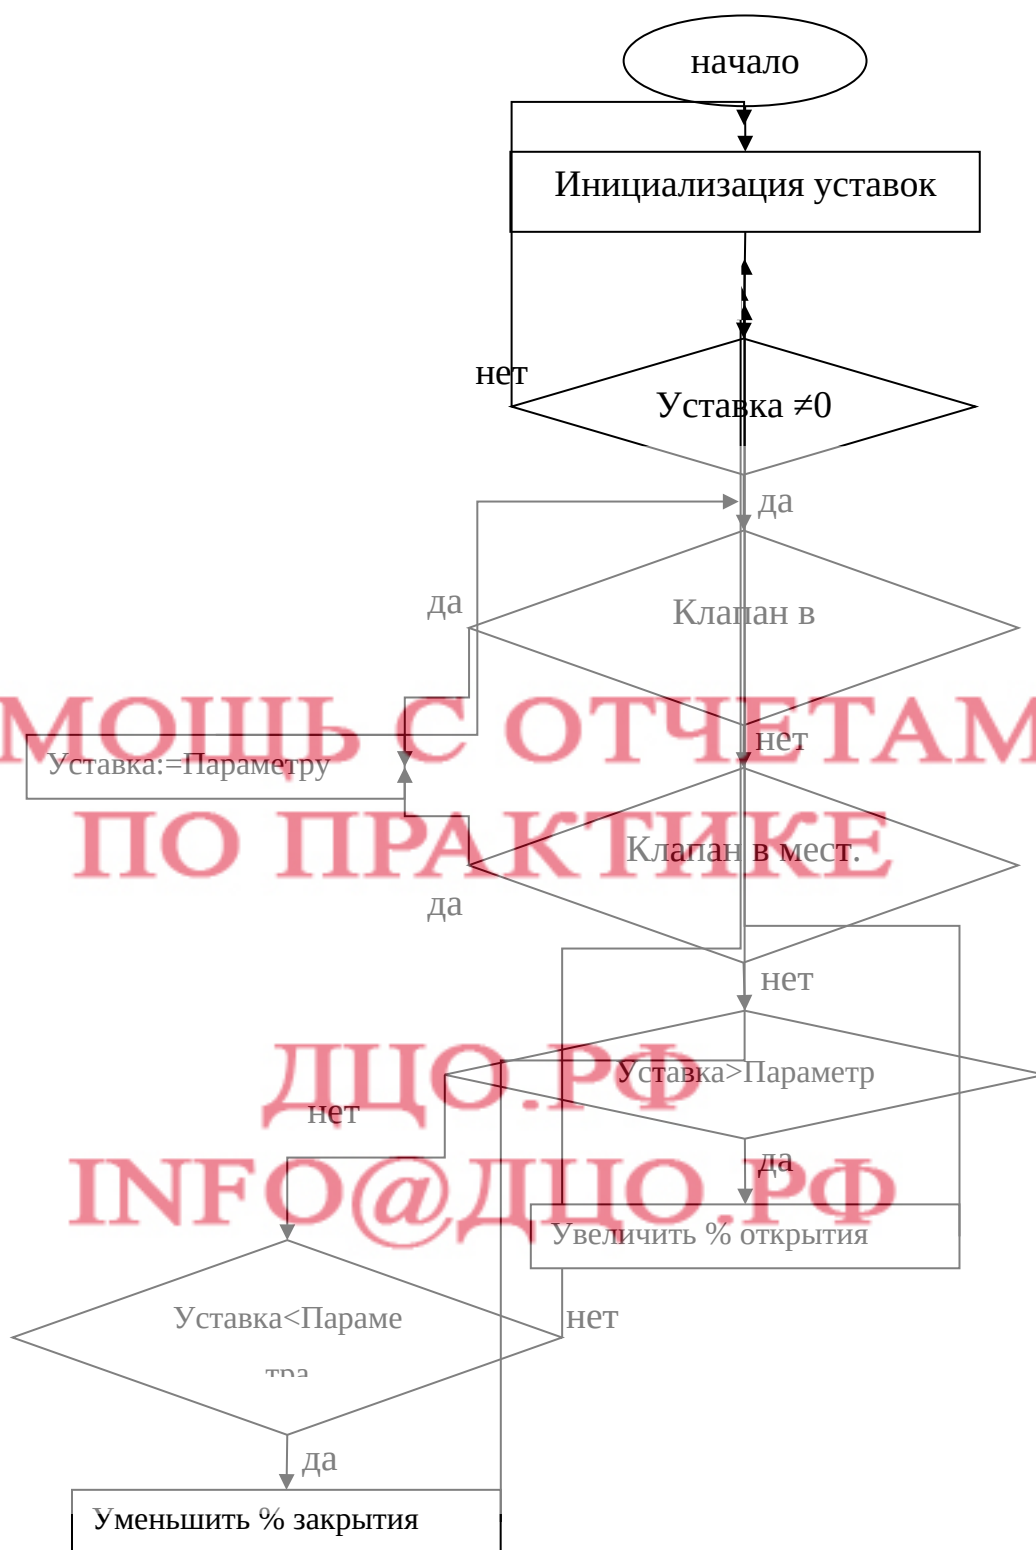 начало
Инициализация уставок
нет
Уставка ≠0
да
да
Клапан в
МОЩЬ С ОТЧЕТАМ
нет
Уставка:=Параметру
ПО ПРАКТИКЕ
Клапан в мест.
да
нет
ДЦО.РФ
Уставка>Параметр
нет
да
INFO@ДЦО.РФ
Увеличить % открытия
Уставка<Параме
тра
нет
да
Уменьшить % закрытия